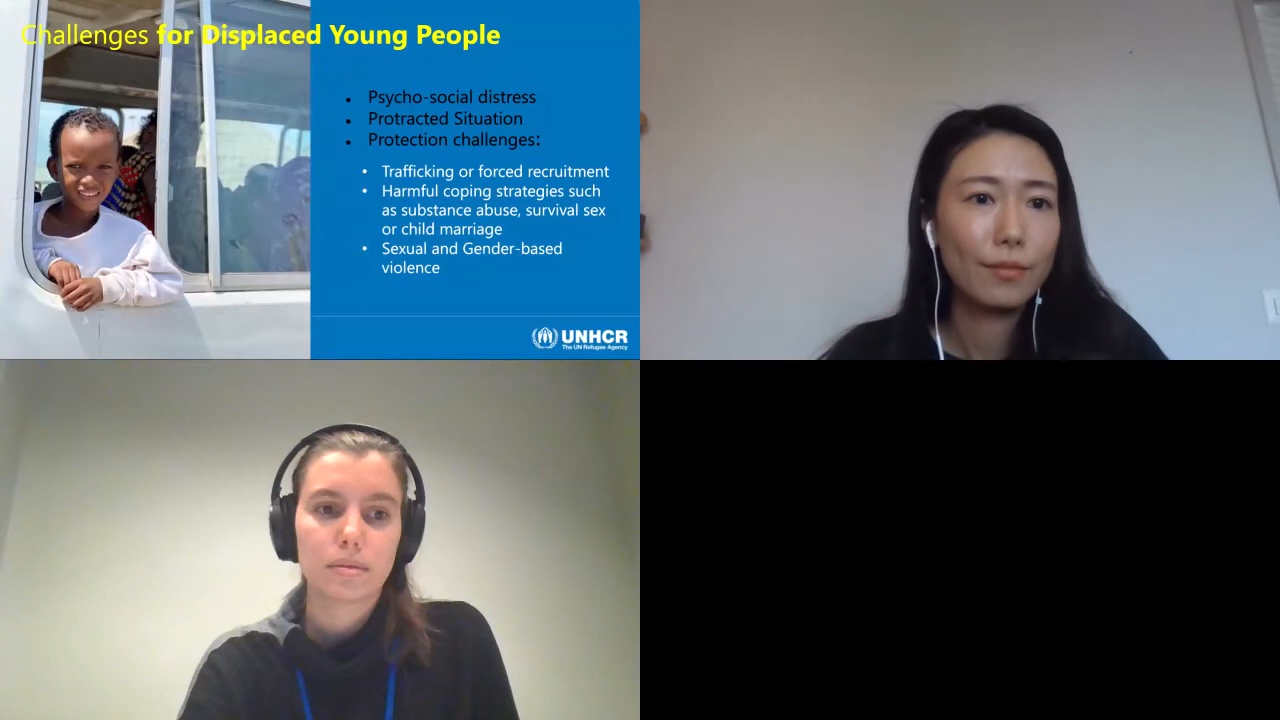 Challenges for Displaced Young People
• Psycho-social distress
• Protracted Situation
• Protection challenges:
• Trafficking or forced recruitment
• Harmful coping strategies such
as substance abuse, survival sex
or child marriage
• Sexual and Gender-based
violence
UNHCR
The UN Refugee Agency